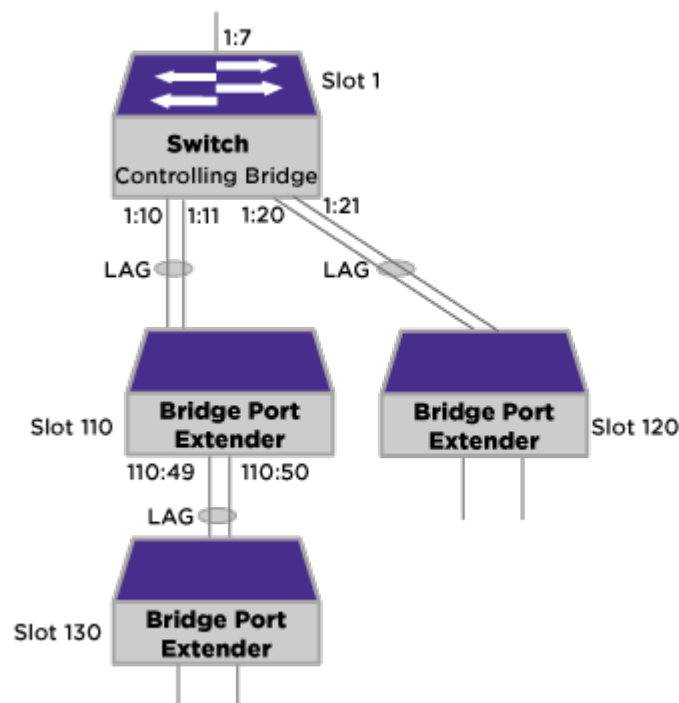 1:7
Slot 1
Switch
Controlling Bridge
1:10
1:11
1:20
1:21
LAG
LAG
Slot 110
Bridge Port
Extender
Bridge Port
Extender
Slot 120
110:49
110:50
LAG
Slot 130
Bridge Port
Extender